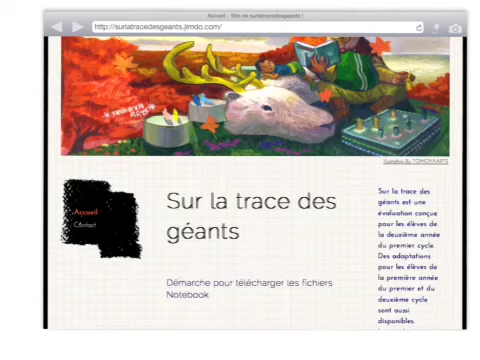 Accueil - Site de surlatracedesgeants !
http://surlatracedesgeants.jimdo.com/
TOMOYA
ARTS
Illustration By TOMOYAARTS
Accueil
Contact
Sur la trace des
géants
Démarche pour télécharger les fichiers
Notebook
Sur la trace des
géants est une
évaluation conçue
pour les élèves de
la deuxième année
du premier cycle.
Des adaptations
pour les élèves de
la première année
du premier et du
deuxième cycle
sont aussi
disponibles.